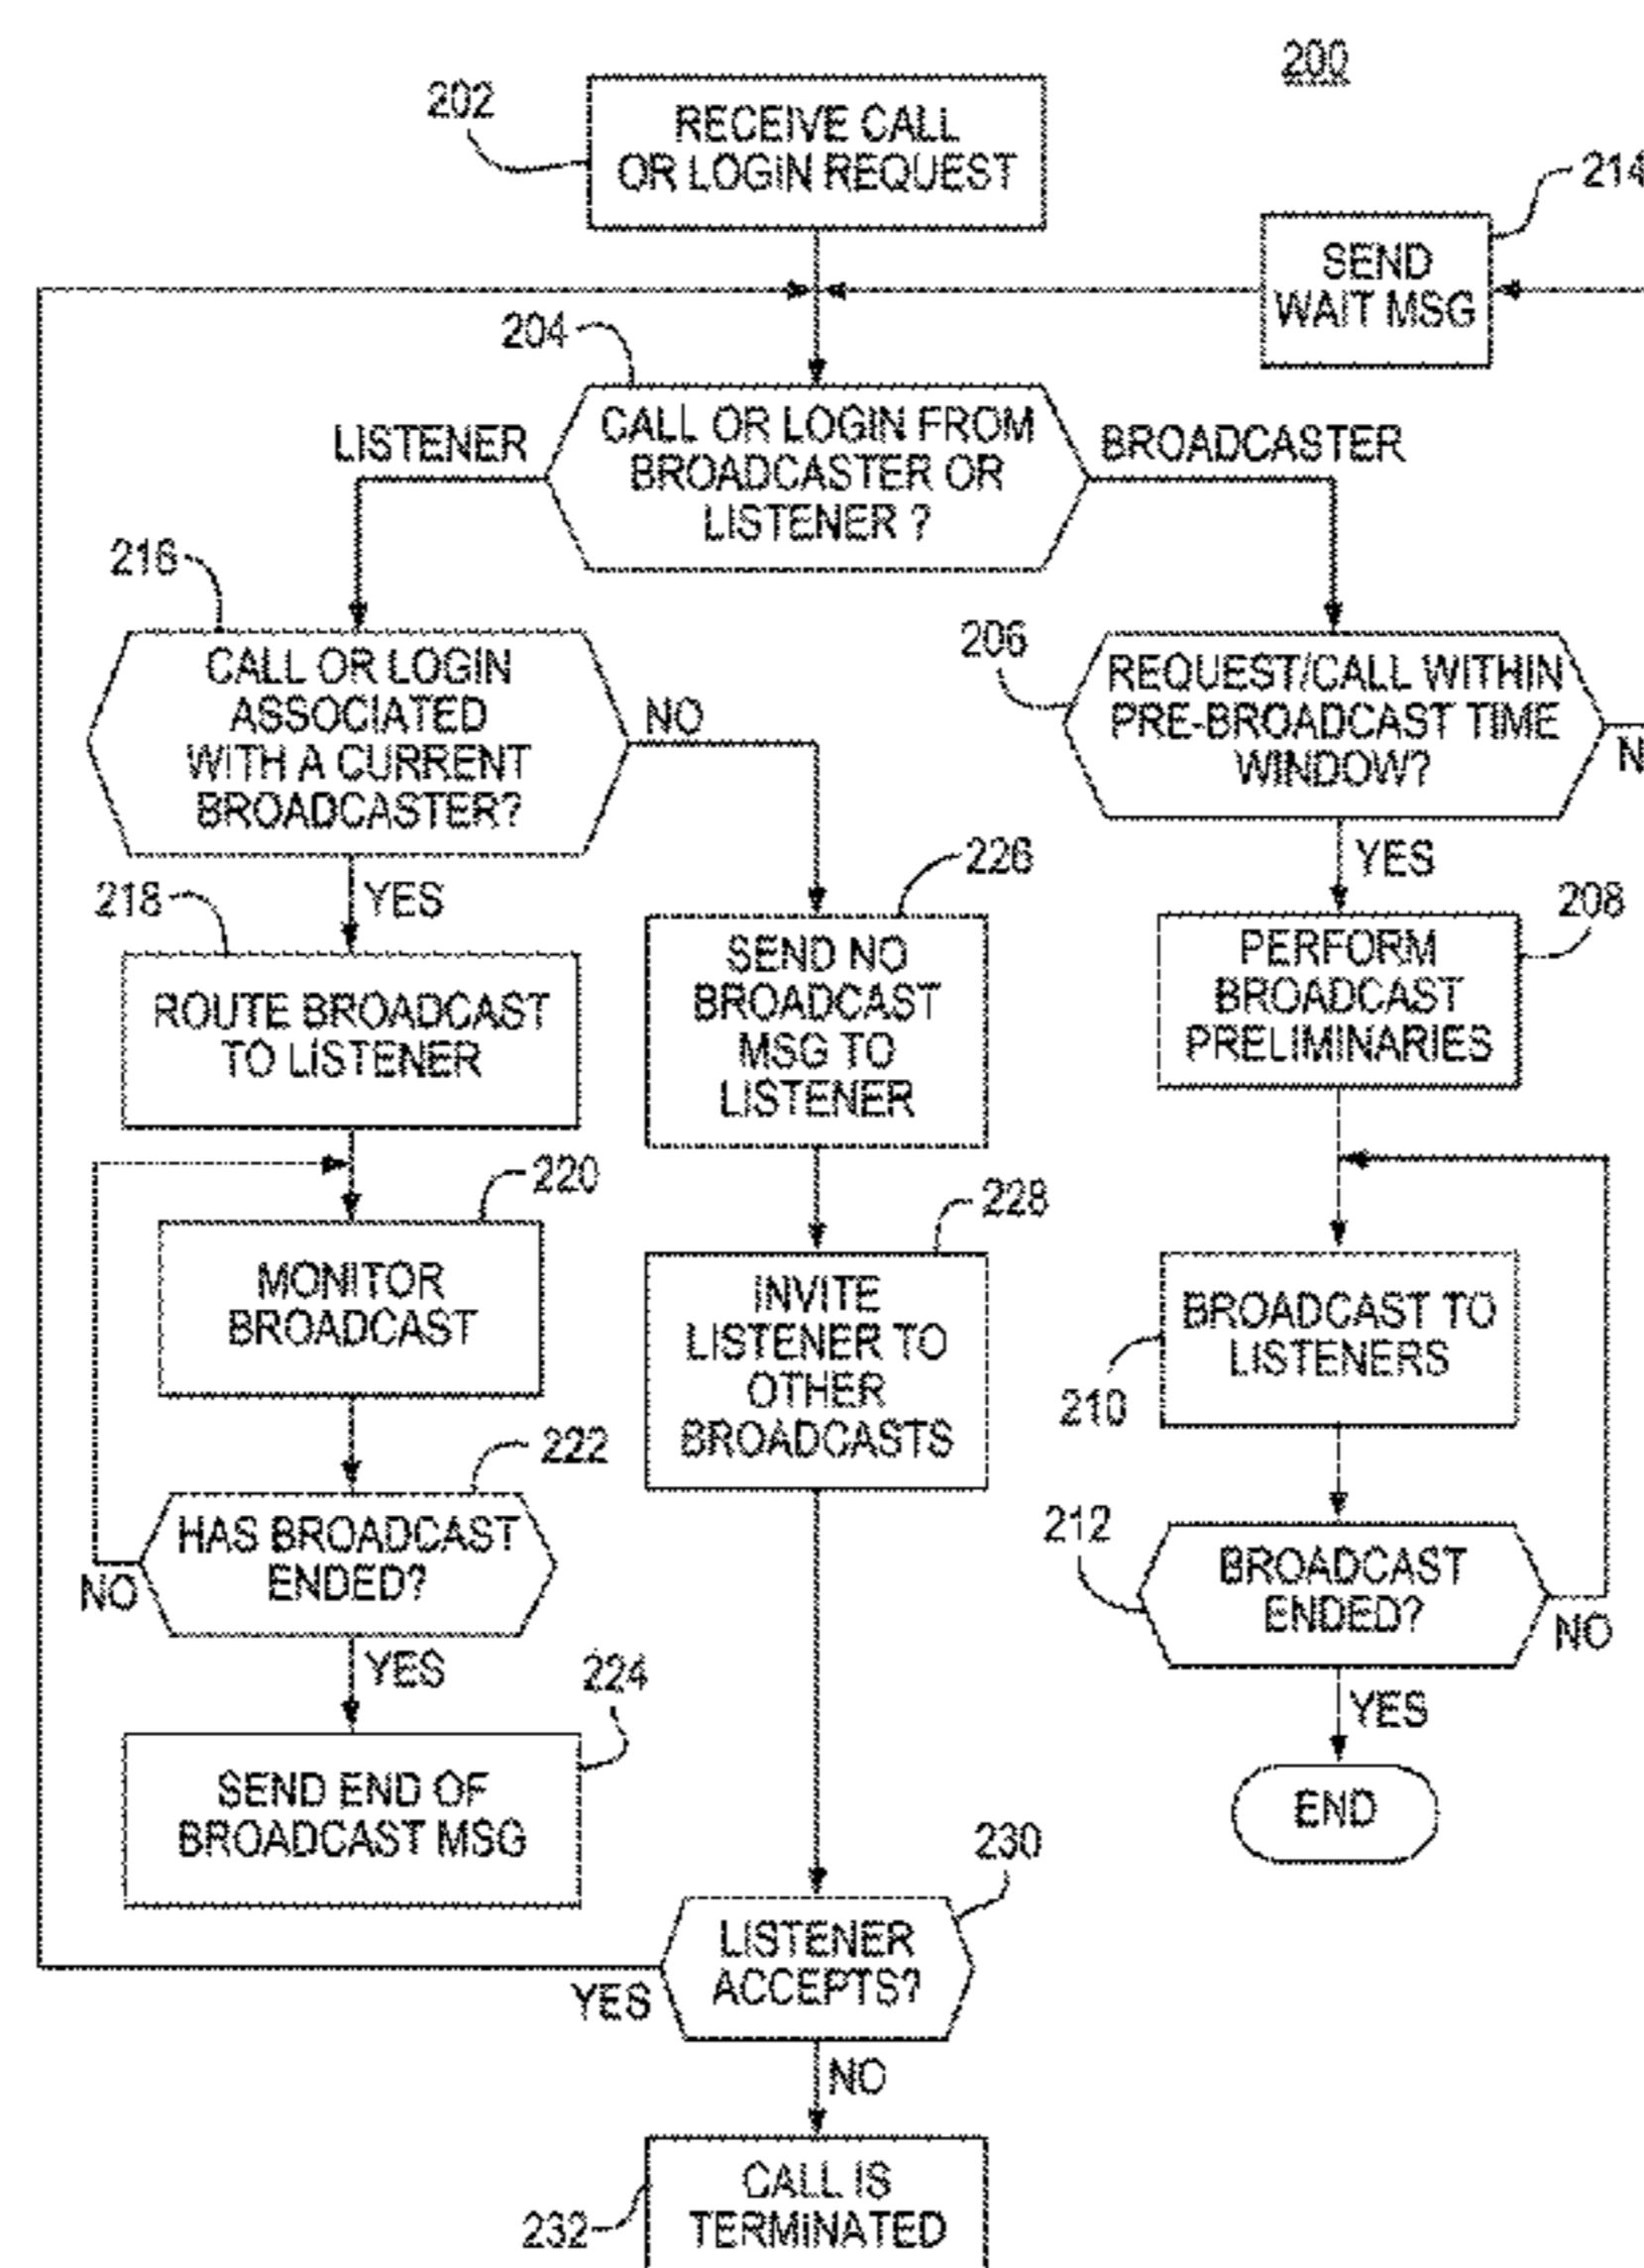 200
202
RECEIVE CALL
OR LOGIN REQUEST
214
SEND
WAIT MSG
204
LISTENER
CALL OR LOGIN FROM
BROADCASTER OR
LISTENER ?
BROADCASTER
216
CALL OR LOGIN
ASSOCIATED
WITH A CURRENT
BROADCASTER?
NO
206
REQUEST/CALL WITHIN
PRE-BROADCAST TIME
WINDOW?
N
YES
218
ROUTE BROADCAST
TO LISTENER
226
SEND NO
BROADCAST
MSG TO
LISTENER
YES
208
PERFORM
BROADCAST
PRELIMINARIES
220
MONITOR
BROADCAST
228
INVITE
LISTENER TO
OTHER
BROADCASTS
BROADCAST TO
LISTENERS
210
222
HAS BROADCAST
ENDED?
NO
YES
212
BROADCAST
ENDED?
NO
YES
END
224
SEND END OF
BROADCAST MSG
230
LISTENER
ACCEPTS?
YES
NO
232
CALL IS
TERMINATED